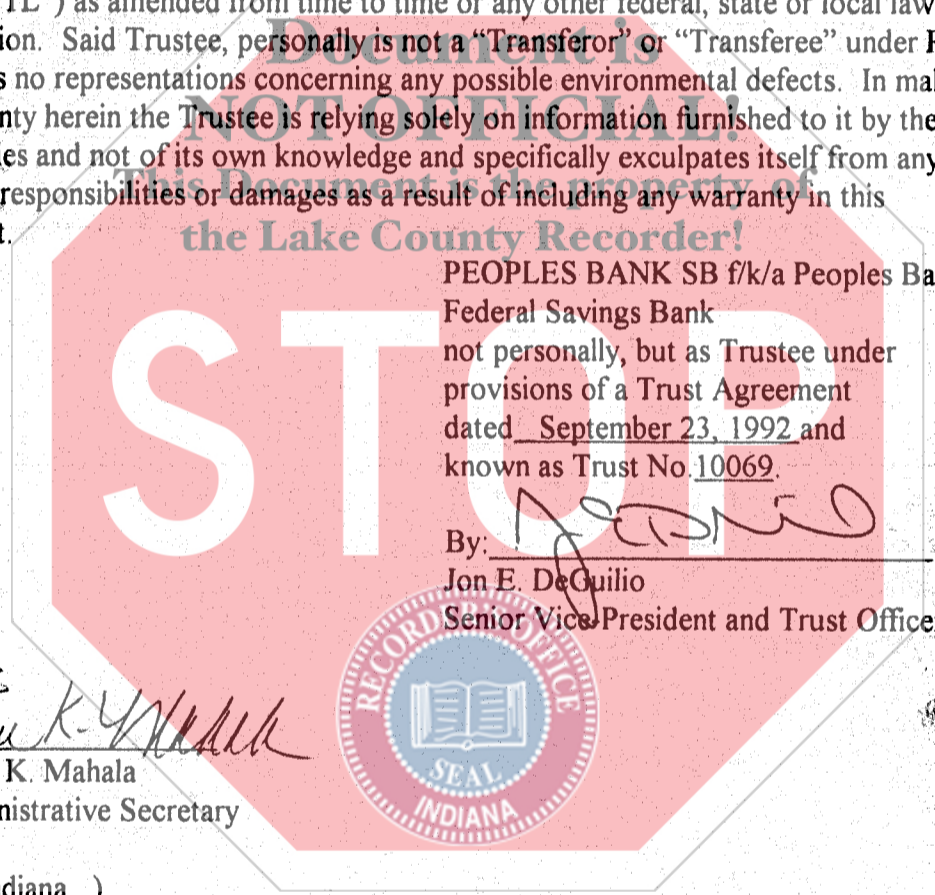 TL") as amended from time to time or any other federal, state or local law
ion. Said Trustee, personally is not a "Transferor" or "Transferee" under
Document is
s no representations concerning any possible environmental defects. In
NOT OFFICIAL!
nty herein the Trustee is relying solely on information furnished to it by the
es and not of its own knowledge and specifically exculpates itself from any
This Document is the property of
responsibilities or damages as a result of including any warranty in this
t.
the Lake County Recorder!
PEOPLES BANK SB f/k/a Peoples Ba
Federal Savings Bank
not personally, but as Trustee under
provisions of a Trust Agreement
dated September 23, 1992 and
known as Trust No. 10069.
STOP
By:
Jon E. DeGuilio
Senior Vice President and Trust Office
RECORDER'S OFFICE
SEAL
INDIANA
K. Mahala
K. Mahala
nistrative Secretary
diana )